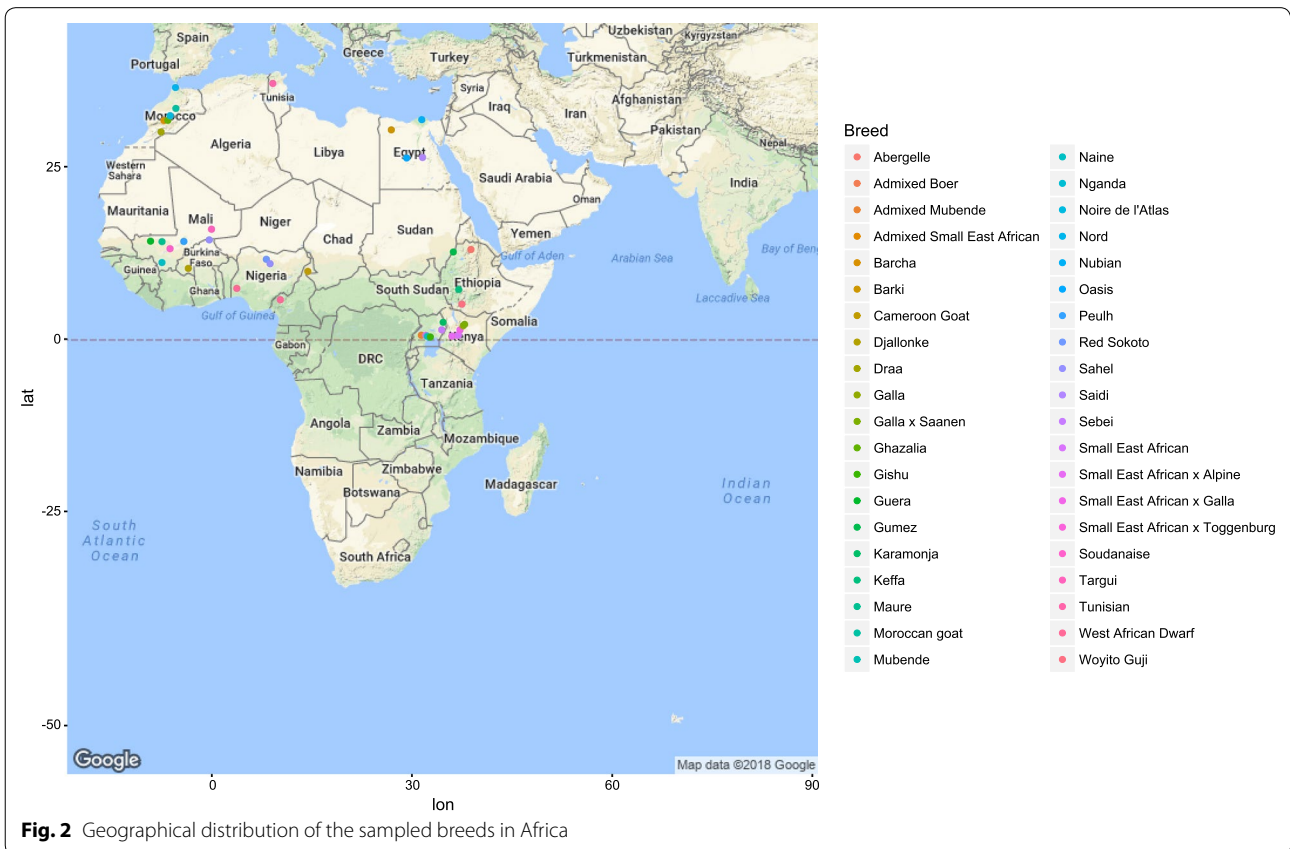 Spain
Portugal
Greece
Turkey
Uzbekistan
Kyrgyzstan
Turkmenistan
Syria
Tunisia
Iraq
Iran
Afghanistan
Morocco
Algeria
Libya
Egypt
Pakistan
Nepal
Western
Sahara
Saudi Arabia
India
Oman
Mauritania
Mali
Niger
Chad
Sudan
Yemen
Burkina
Faso
Guinea
Ghana
Nigeria
Gulf of Aden
Arabian Sea
Bay of Beng
South Sudan
Ethiopia
Laccadive Sea
Gulf of Guinea
Somalia
Gabon
DRC
Kenya
Tanzania
Angola
Zambia
Mozambique
Namibia
Zimbabwe
Botswana
Madagascar
South Africa
South
Atlantic
Ocean
Indian
Ocean
Google
Map data ©2018 Google
25
0
-25
-50
lat
0
30
60
90
lon
Breed
Abergelle
Admixed Boer
Admixed Mubende
Admixed Small East African
Barcha
Barki
Cameroon Goat
Djallonke
Draa
Galla
Galla x Saanen
Ghazalia
Gishu
Guera
Gumez
Karamonja
Keffa
Maure
Moroccan goat
Mubende
Naine
Nganda
Noire de l'Atlas
Nord
Nubian
Oasis
Peulh
Red Sokoto
Sahel
Saidi
Sebei
Small East African
Small East African x Alpine
Small East African x Galla
Small East African x Toggenburg
Soudanaise
Targui
Tunisian
West African Dwarf
Woyito Guji
Fig. 2 Geographical distribution of the sampled breeds in Africa